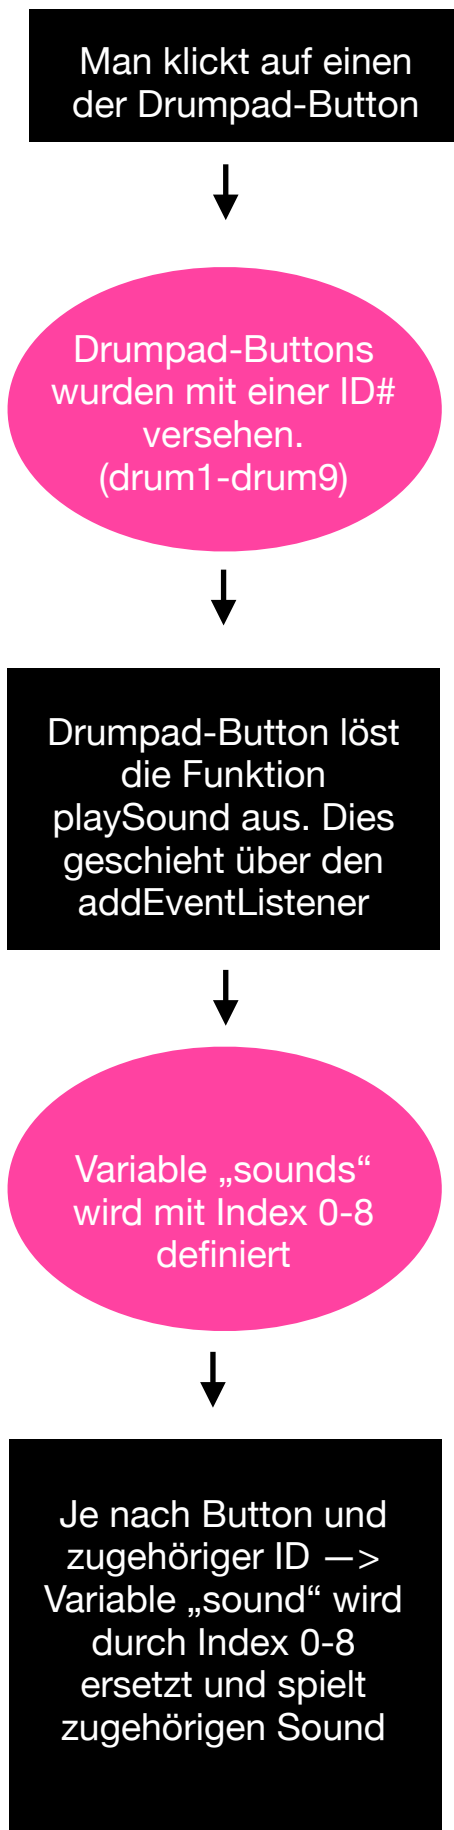 Man klickt auf einen
der Drumpad-Button
Drumpad-Buttons
wurden mit einer ID#
versehen.
(drum1-drum9)
Drumpad-Button löst
die Funktion
playSound aus. Dies
geschieht über den
addEventListener
Variable „sounds“
wird mit Index 0-8
definiert
Je nach Button und
zugehöriger ID —>
Variable „sound“ wird
durch Index 0-8
ersetzt und spielt
zugehörigen Sound